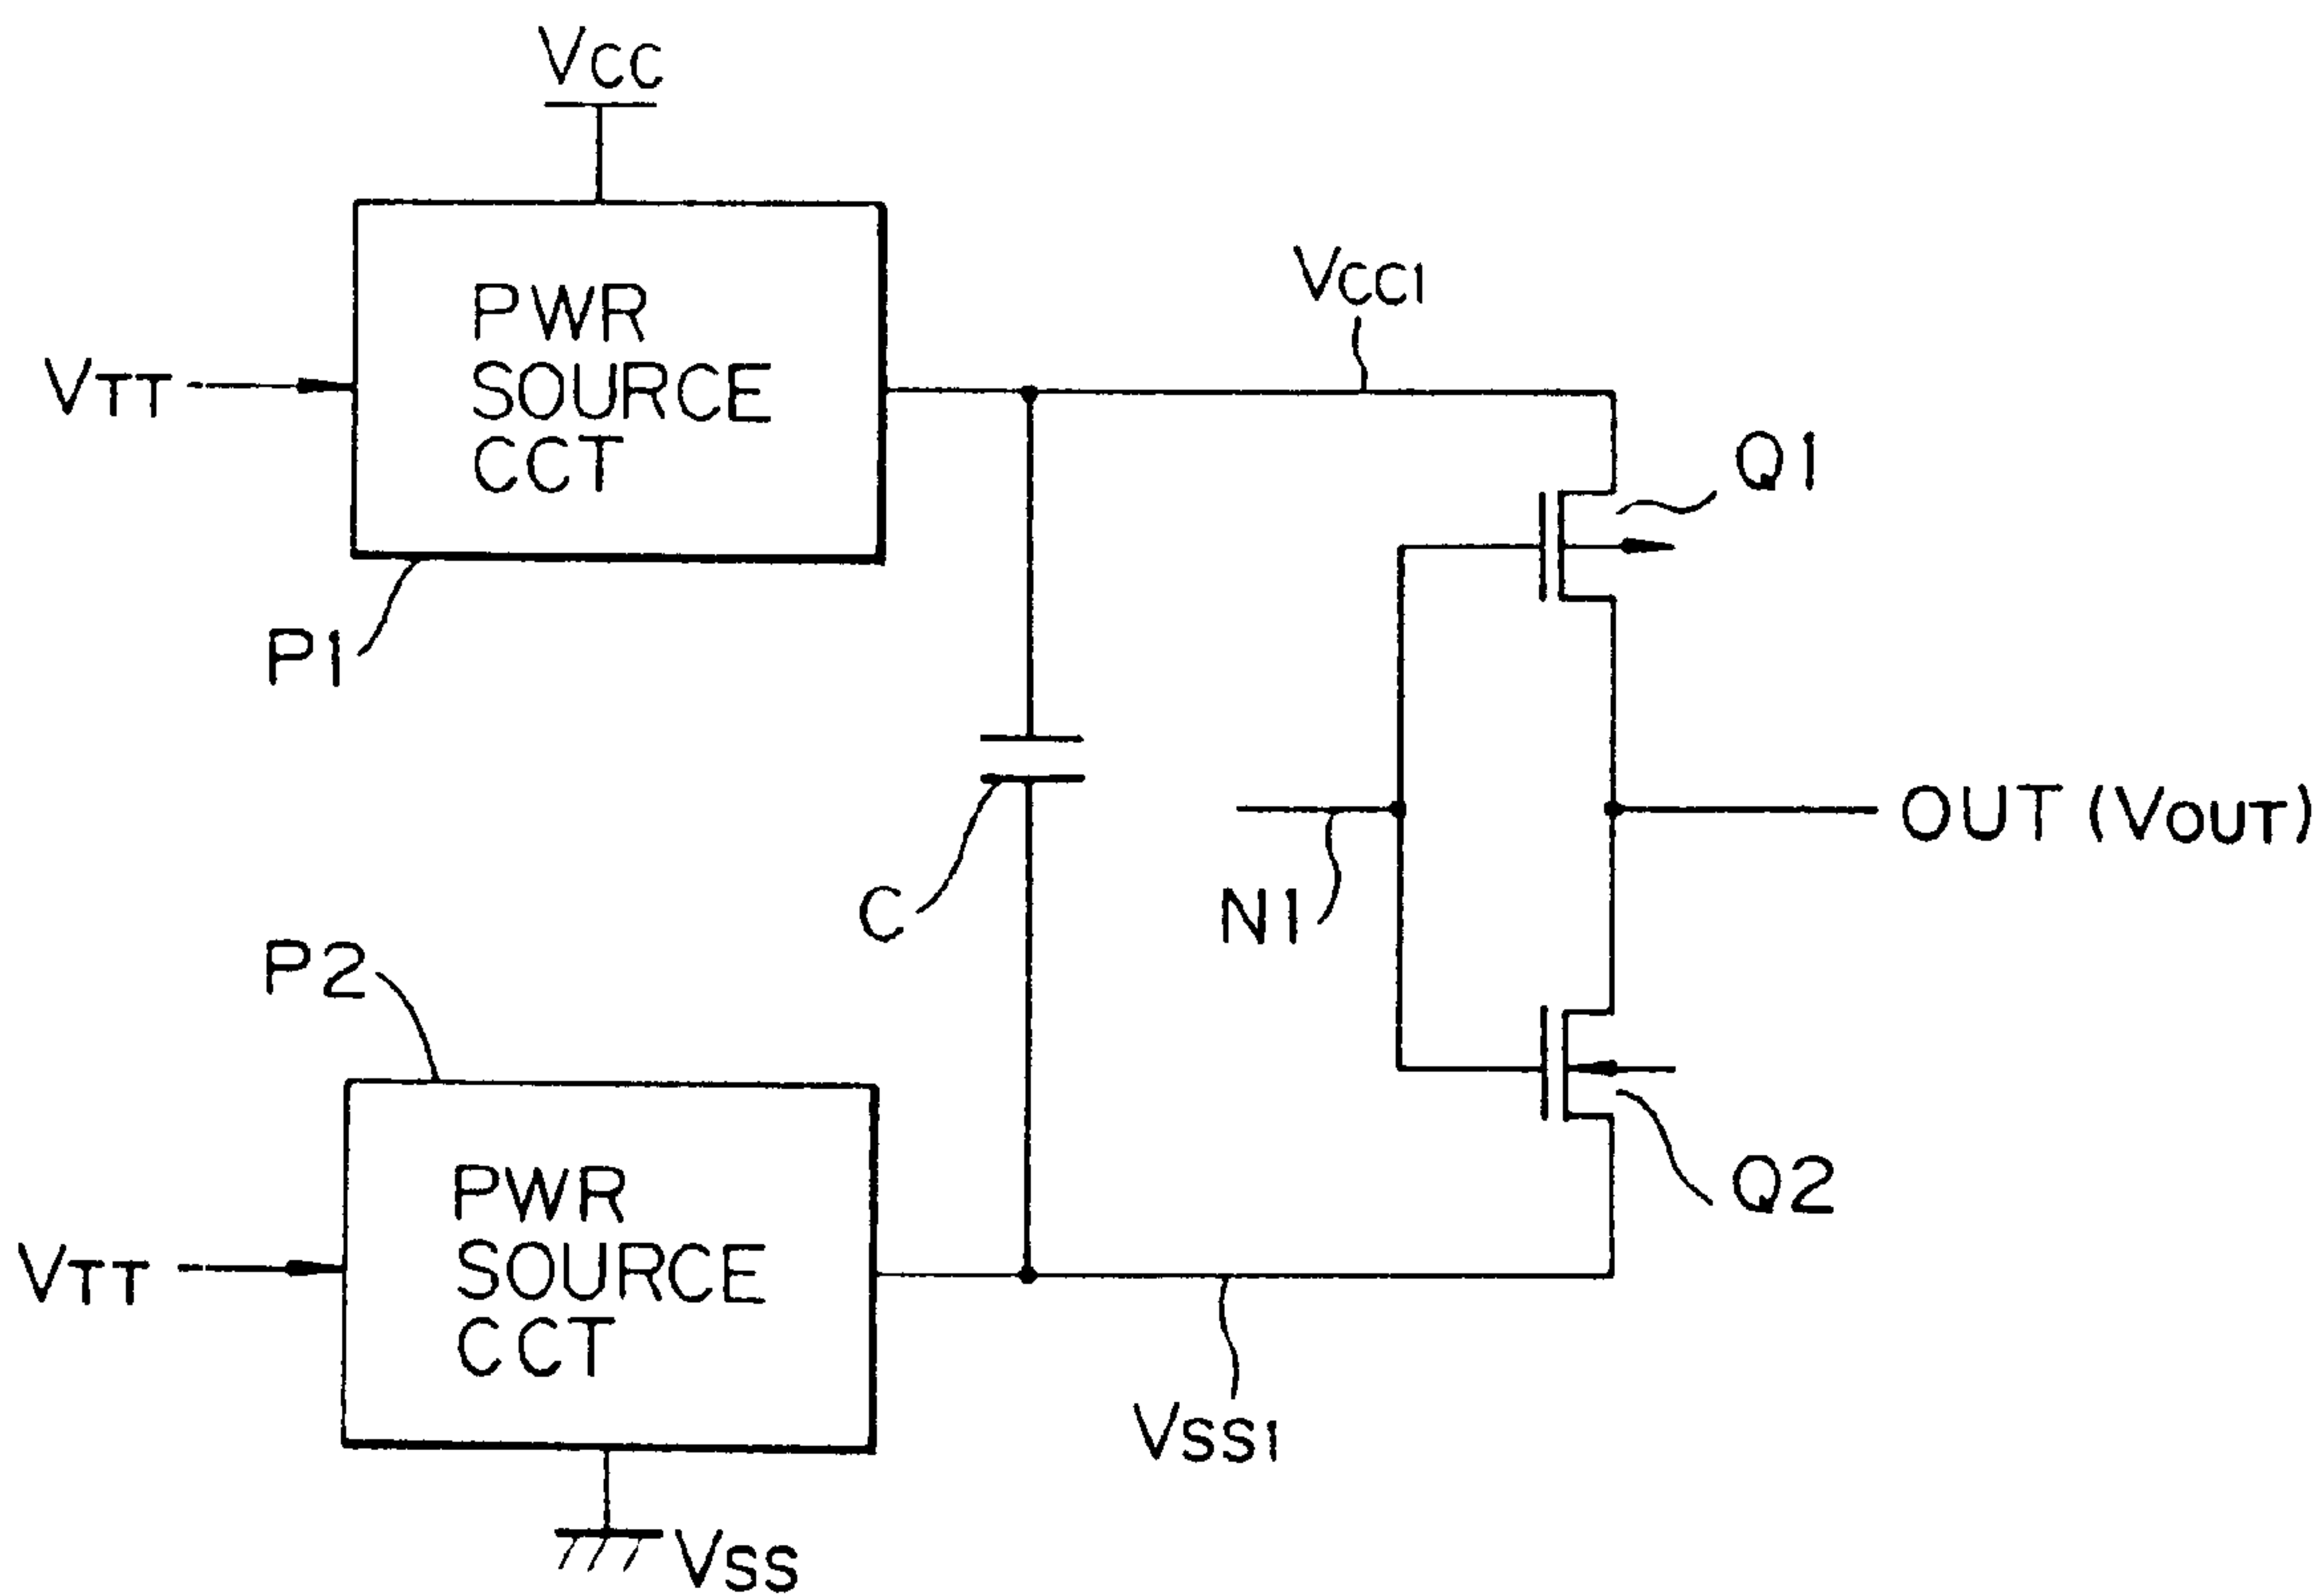 VCC
PWR
SOURCE
CCT
VTT
VCC1
Q1
P1
OUT (VOUT)
C
N1
P2
PWR
SOURCE
CCT
Q2
VTT
VSS1
VSS